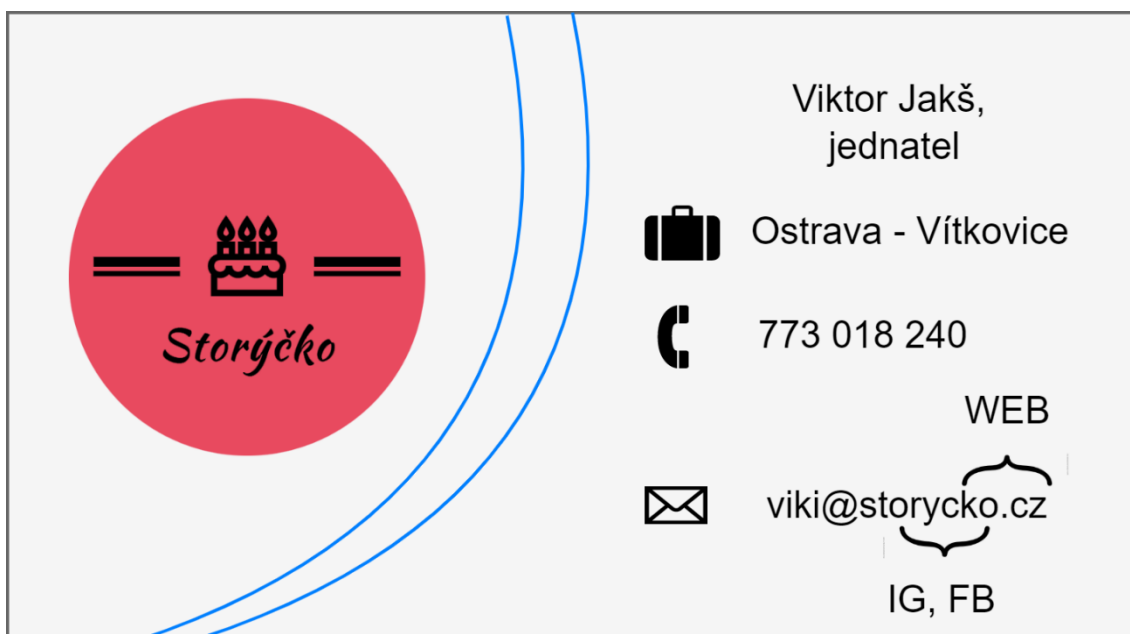 Storýčko
Viktor Jakš,
jednatel
Ostrava - Vítkovice
773 018 240
WEB
viki@storycko.cz
IG, FB